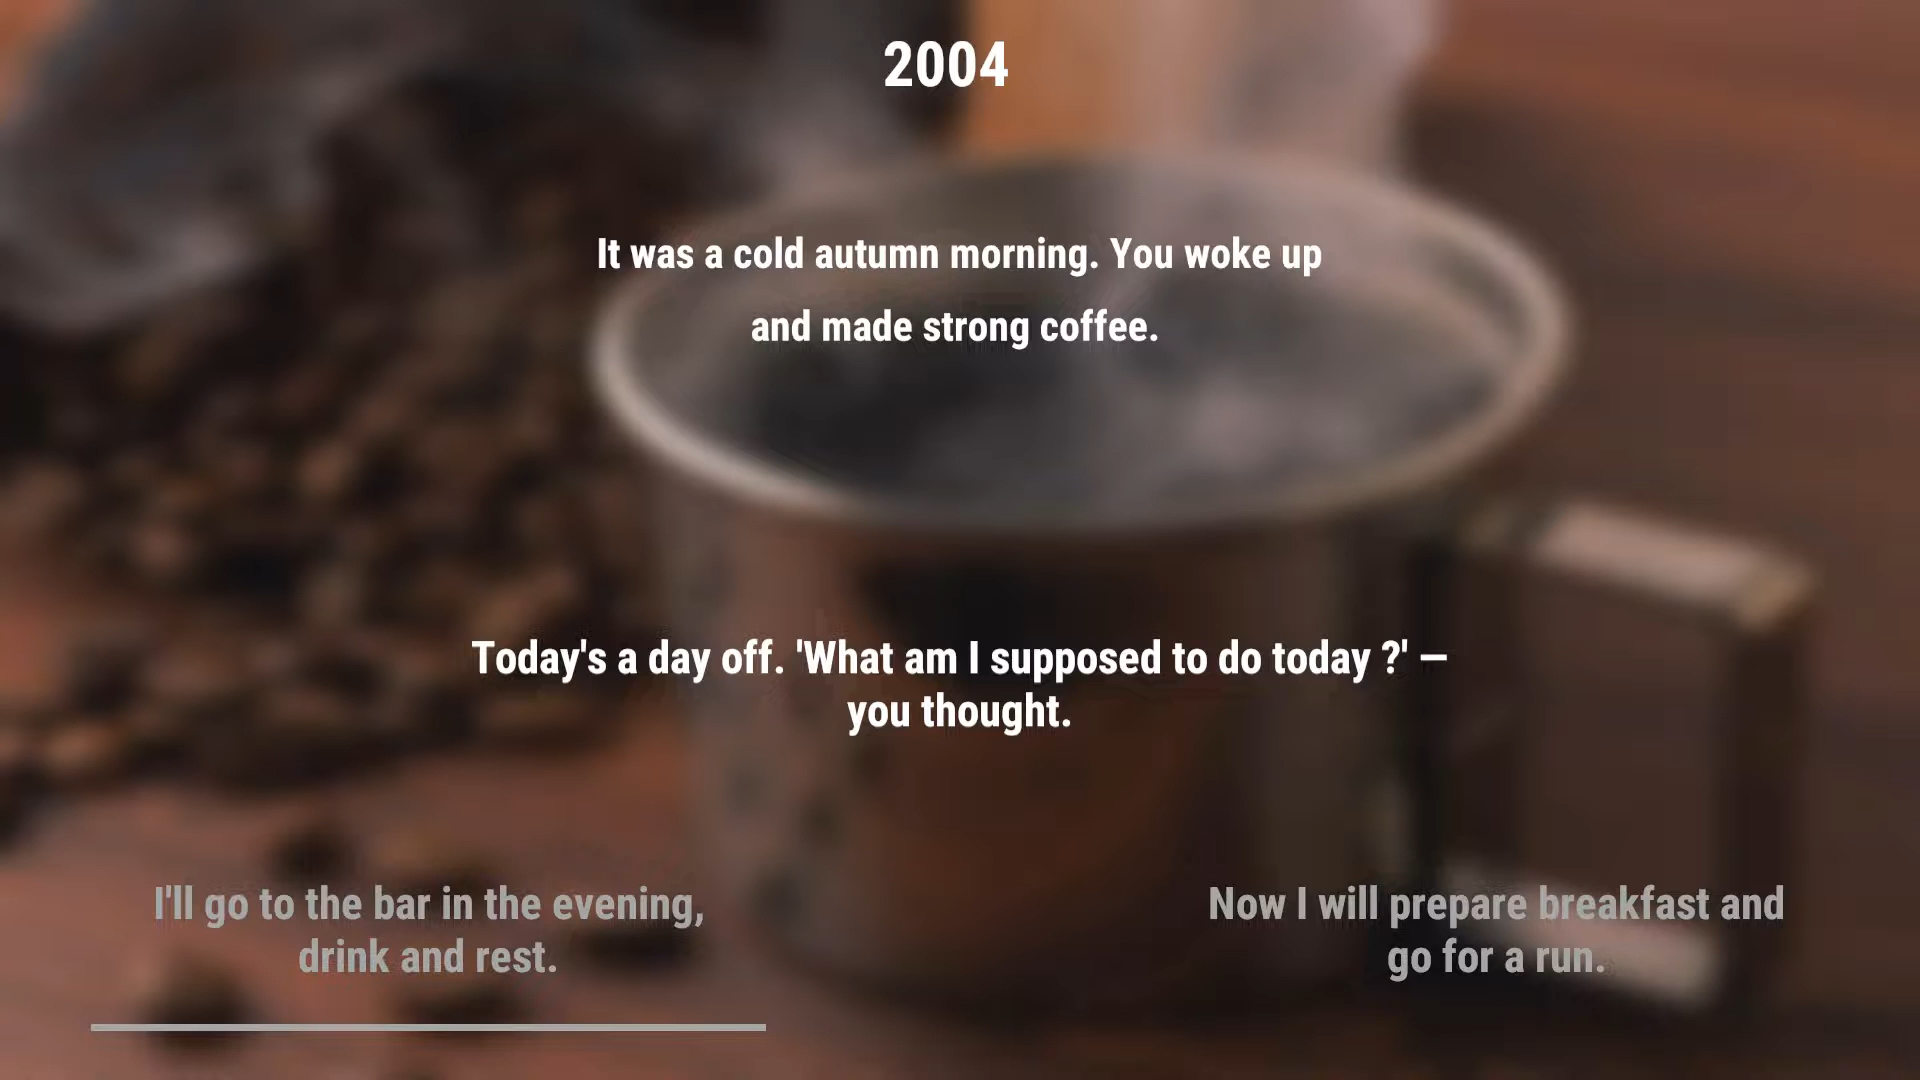 2004
It was a cold autumn morning. You woke up
and made strong coffee.
Today's a day off. 'What am I supposed to do today ?' —
you thought.
I'll go to the bar in the evening,
drink and rest.
Now I will prepare breakfast and
go for a run.